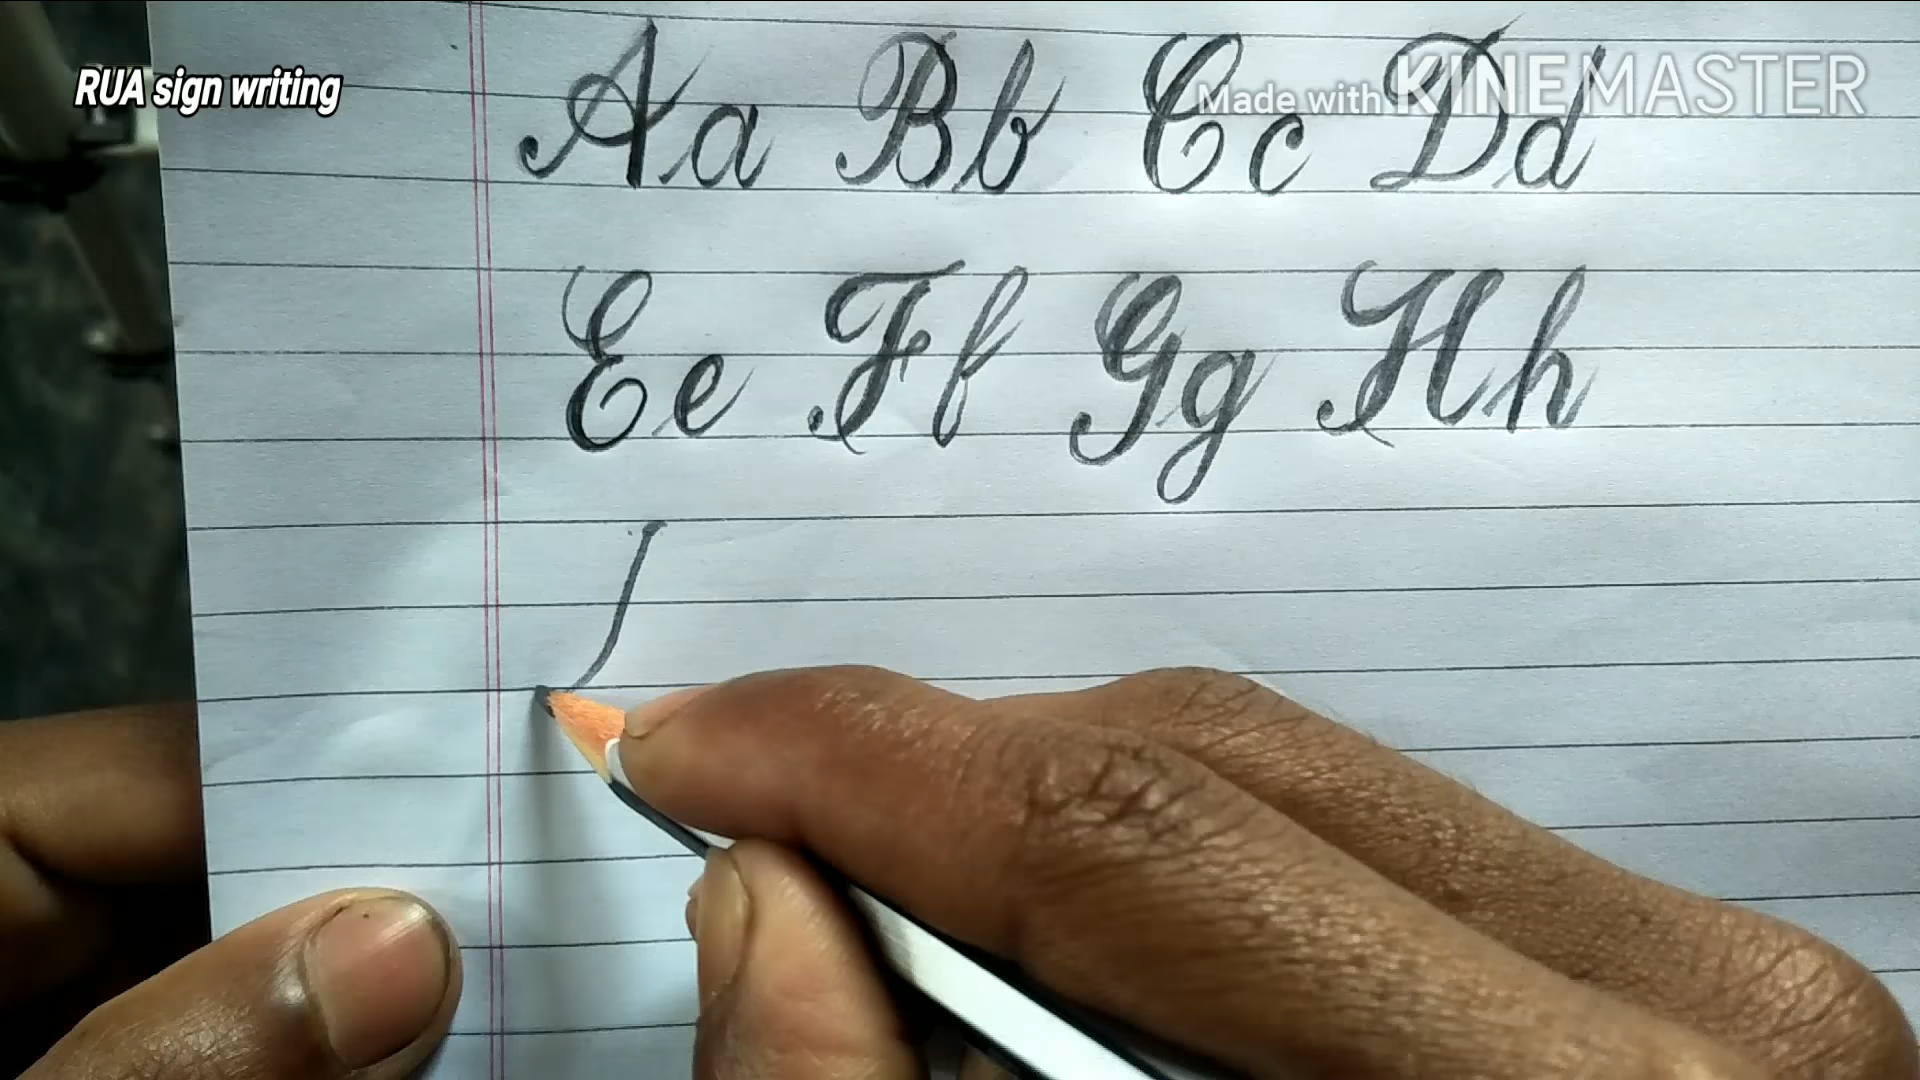 RUA sign writing
Made with KINEMASTER
Aa Bb Cc Dd
Ee Ff Gg Hh